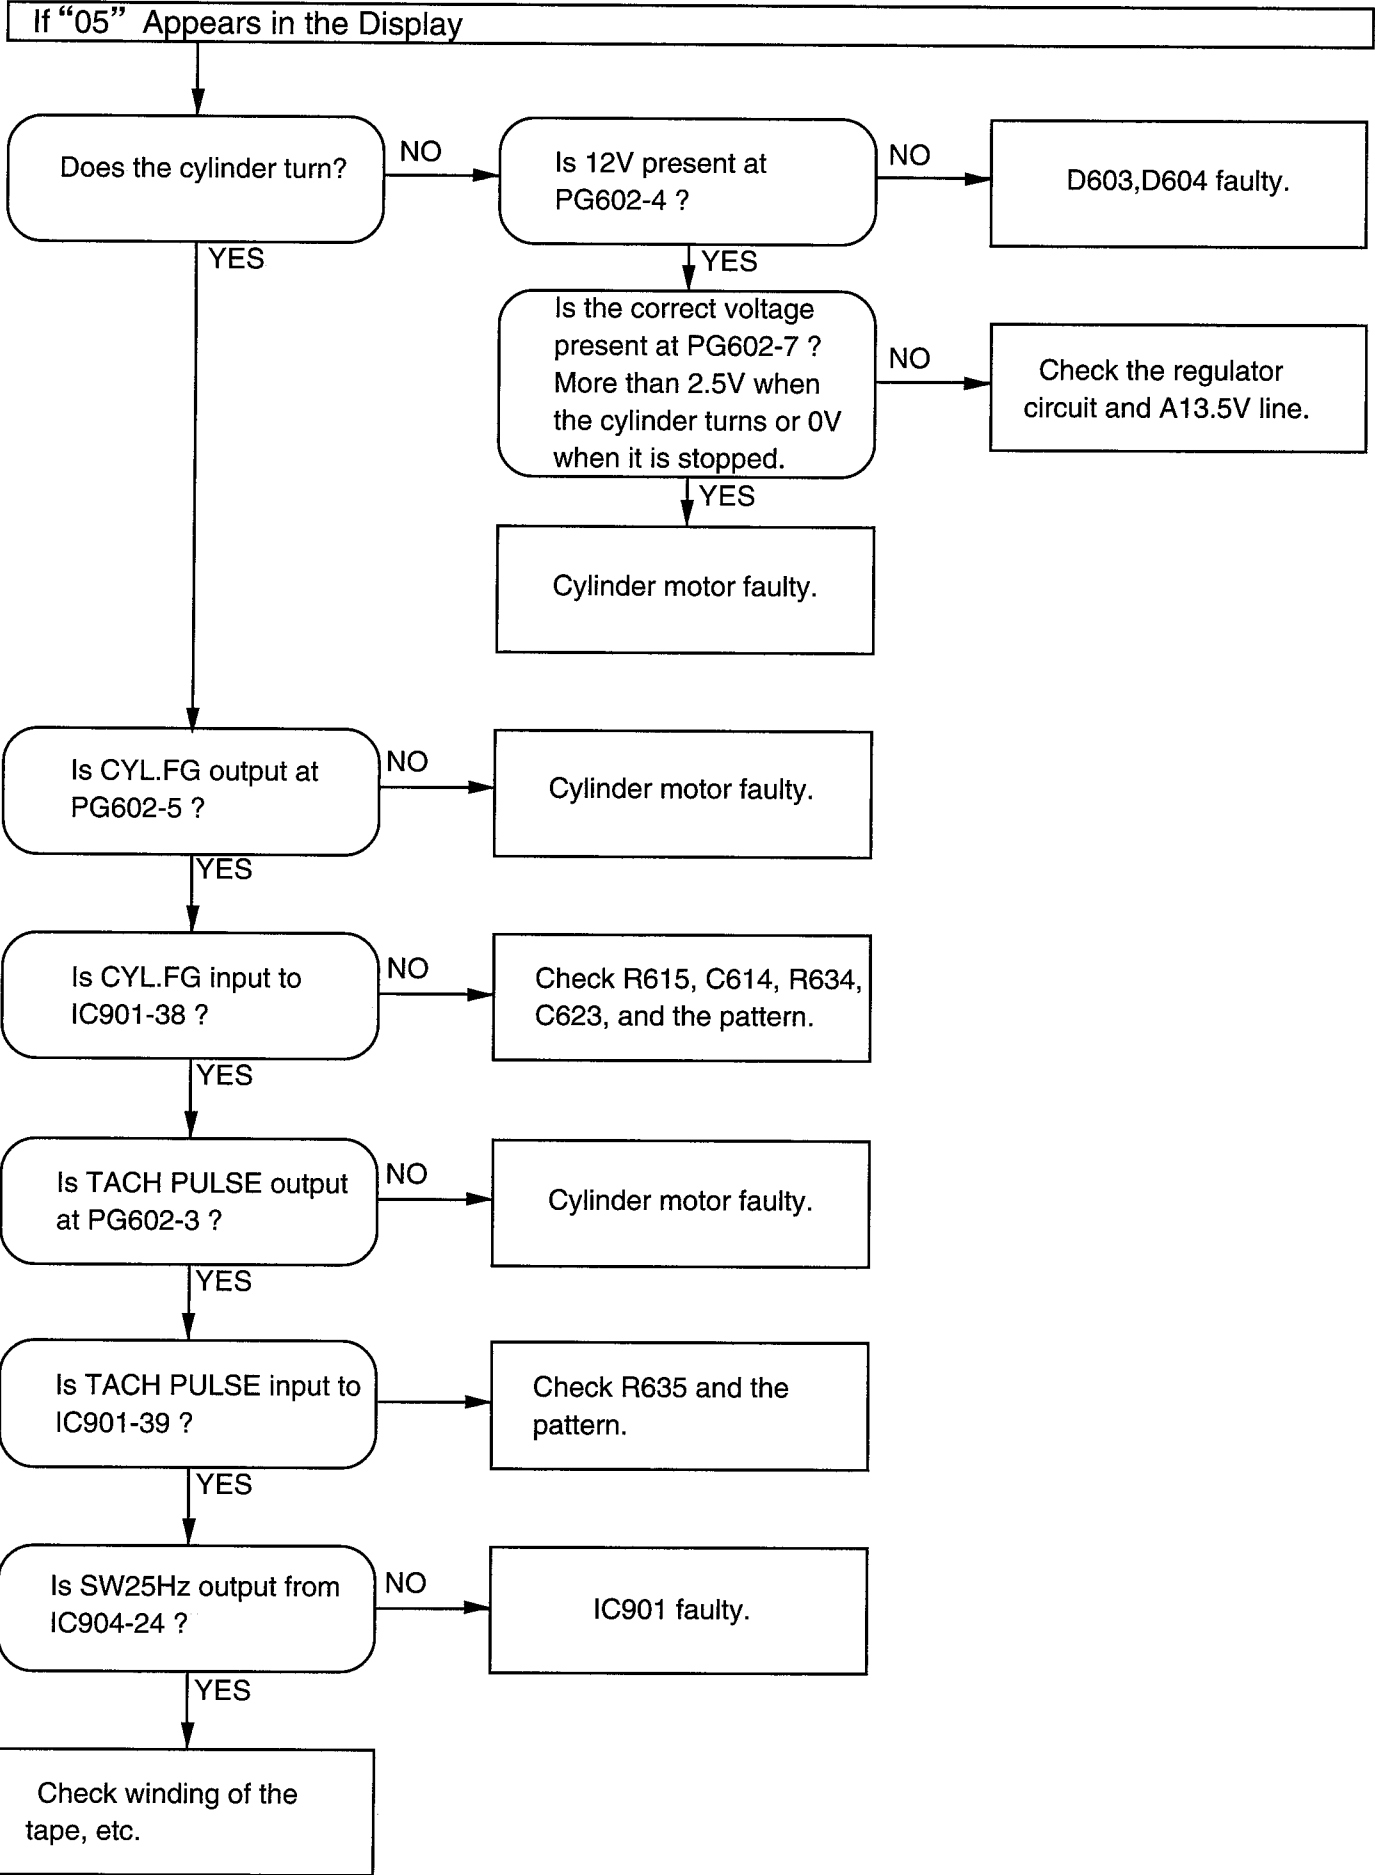 If “05” Appears in the Display
Does the cylinder turn?
NO
Is 12V present at
PG602-4 ?
NO
D603,D604 faulty.
YES
YES
Is the correct voltage
present at PG602-7 ?
More than 2.5V when
the cylinder turns or 0V
when it is stopped.
NO
Check the regulator
circuit and A13.5V line.
YES
Cylinder motor faulty.
Is CYL.FG output at
PG602-5 ?
NO
Cylinder motor faulty.
YES
Is CYL.FG input to
IC901-38 ?
NO
Check R615, C614, R634,
C623, and the pattern.
YES
Is TACH PULSE output
at PG602-3 ?
NO
Cylinder motor faulty.
YES
Is TACH PULSE input to
IC901-39 ?
Check R635 and the
pattern.
YES
Is SW25Hz output from
IC904-24 ?
NO
IC901 faulty.
YES
Check winding of the
tape, etc.